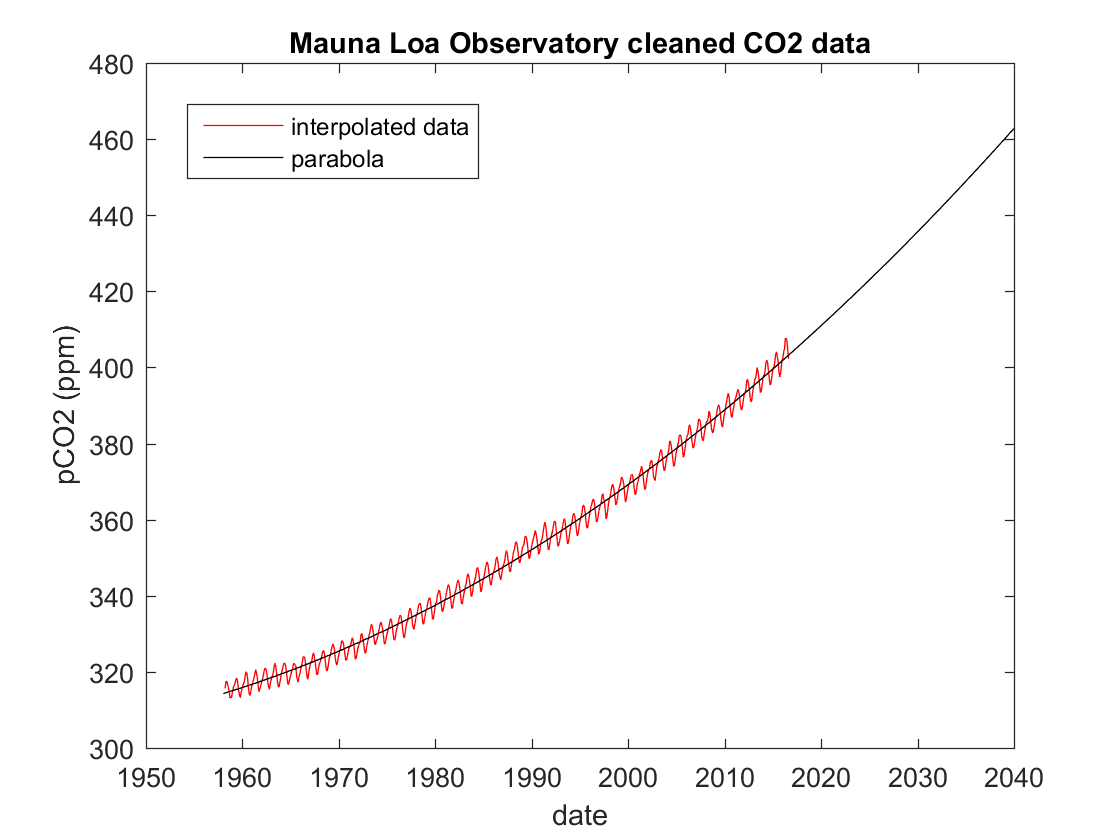 Mauna Loa Observatory cleaned CO2 data
480
460
440
420
400
380
360
340
320
300
interpolated data
parabola
pCO2 (ppm)
1950 1960 1970 1980 1990 2000 2010 2020 2030 2040
date